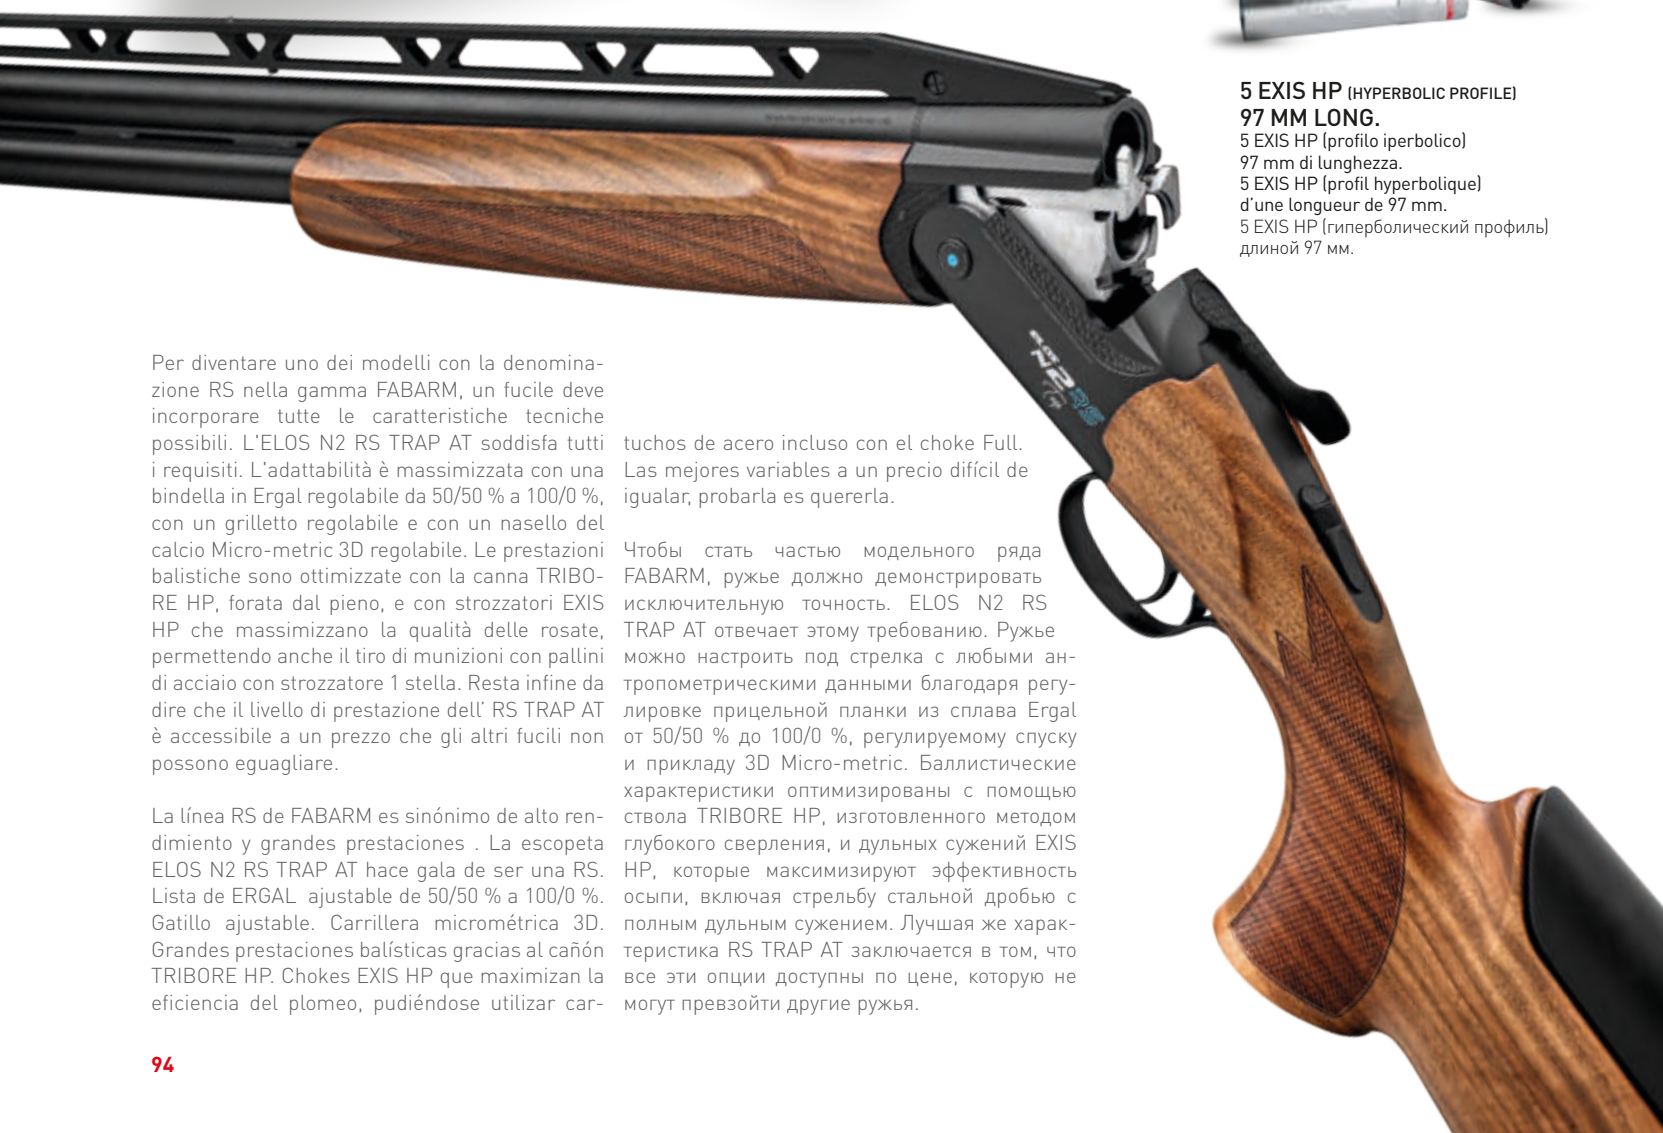 5 EXIS HP (HYPERBOLIC PROFILE)
97 MM LONG.
5 EXIS HP (profilo iperbolico)
97 mm di lunghezza.
5 EXIS HP (profil hyperbolique)
d’une longueur de 97 mm.
5 EXIS HP (гиперболический профиль)
длиной 97 мм.
ELOS
N2 RS
Trap
Per diventare uno dei modelli con la denomina-
zione RS nella gamma FABARM, un fucile deve
incorporare tutte le caratteristiche tecniche
possibili. L'ELOS N2 RS TRAP AT soddisfa tutti
i requisiti. L'adattabilità è massimizzata con una
bindella in Ergal regolabile da 50/50 % a 100/0 %,
con un grilletto regolabile e con un nasello del
calcio Micro-metric 3D regolabile. Le prestazioni
balistiche sono ottimizzate con la canna TRIBO-
RE HP, forata dal pieno, e con strozzatori EXIS
HP che massimizzano la qualità delle rosate,
permettendo anche il tiro di munizioni con pallini
di acciaio con strozzatore 1 stella. Resta infine da
dire che il livello di prestazione dell’ RS TRAP AT
è accessibile a un prezzo che gli altri fucili non
possono eguagliare.
La línea RS de FABARM es sinónimo de alto ren-
dimiento y grandes prestaciones . La escopeta
ELOS N2 RS TRAP AT hace gala de ser una RS.
Lista de ERGAL ajustable de 50/50 % a 100/0 %.
Gatillo ajustable. Carrillera micrométrica 3D.
Grandes prestaciones balísticas gracias al cañón
TRIBORE HP. Chokes EXIS HP que maximizan la
eficiencia del plomeo, pudiéndose utilizar car-
tuchos de acero incluso con el choke Full.
Las mejores variables a un precio difícil de
igualar, probarla es quererla.
Чтобы стать частью модельного ряда
FABARM, ружье должно демонстрировать
исключительную точность. ELOS N2 RS
TRAP AT отвечает этому требованию. Ружье
можно настроить под стрелка с любыми ан-
тропометрическими данными благодаря регу-
лировке прицельной планки из сплава Ergal
от 50/50 % до 100/0 %, регулируемому спуску
и прикладу 3D Micro-metric. Баллистические
характеристики оптимизированы с помощью
ствола TRIBORE HP, изготовленного методом
глубокого сверления, и дульных сужений EXIS
HP, которые максимизируют эффективность
осыпи, включая стрельбу стальной дробью с
полным дульным сужением. Лучшая же харак-
теристика RS TRAP AT заключается в том, что
все эти опции доступны по цене, которую не
могут превзойти другие ружья.
94